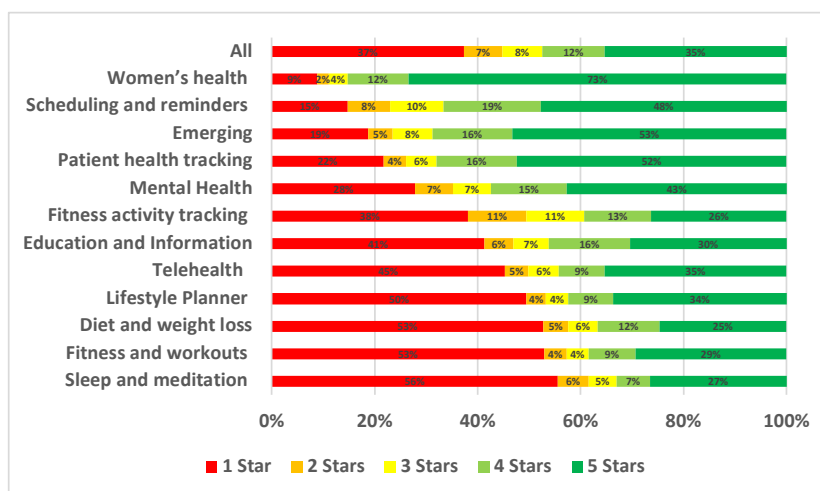 All 37% 7% 8% 12% 35%
Women's health 9% 2% 4% 12% 73%
Scheduling and reminders 15% 8% 10% 19% 48%
Emerging 19% 5% 8% 16% 53%
Patient health tracking 22% 4% 6% 16% 52%
Mental Health 28% 7% 7% 15% 43%
Fitness activity tracking 38% 11% 11% 13% 26%
Education and Information 41% 6% 7% 16% 30%
Telehealth 45% 5% 6% 9% 35%
Lifestyle Planner 50% 4% 4% 9% 34%
Diet and weight loss 53% 5% 6% 12% 25%
Fitness and workouts 53% 4% 4% 9% 29%
Sleep and meditation 56% 6% 5% 7% 27%
0% 20% 40% 60% 80% 100%
1 Star 2 Stars 3 Stars 4 Stars 5 Stars